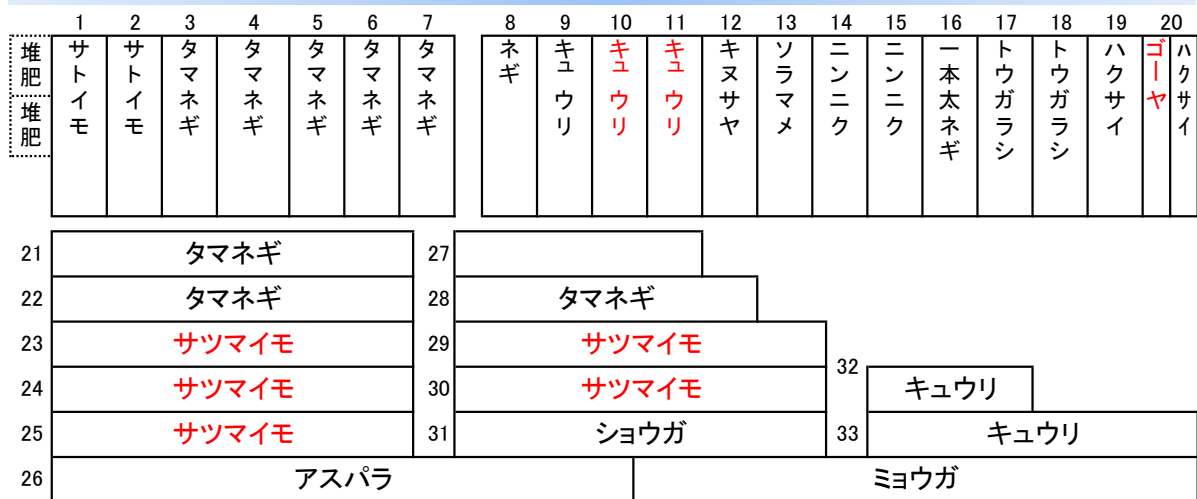 1 2 3 4 5 6 7 8 9 10 11 12 13 14 15 16 17 18 19 20
堆肥
堆肥
サトイモ
サトイモ
タマネギ
タマネギ
タマネギ
タマネギ
タマネギ
ネギ
キュウリ
キュウリ
キュウリ
キヌサヤ
ソラマメ
ニンニク
ニンニク
一本太ネギ
トウガラシ
トウガラシ
ハクサイ
ゴーヤ
ハクサイ
21 タマネギ 27
22 タマネギ 28 タマネギ
23 サツマイモ 29 サツマイモ
24 サツマイモ 30 サツマイモ 32 キュウリ
25 サツマイモ 31 ショウガ 33 キュウリ
26 アスパラ ミョウガ